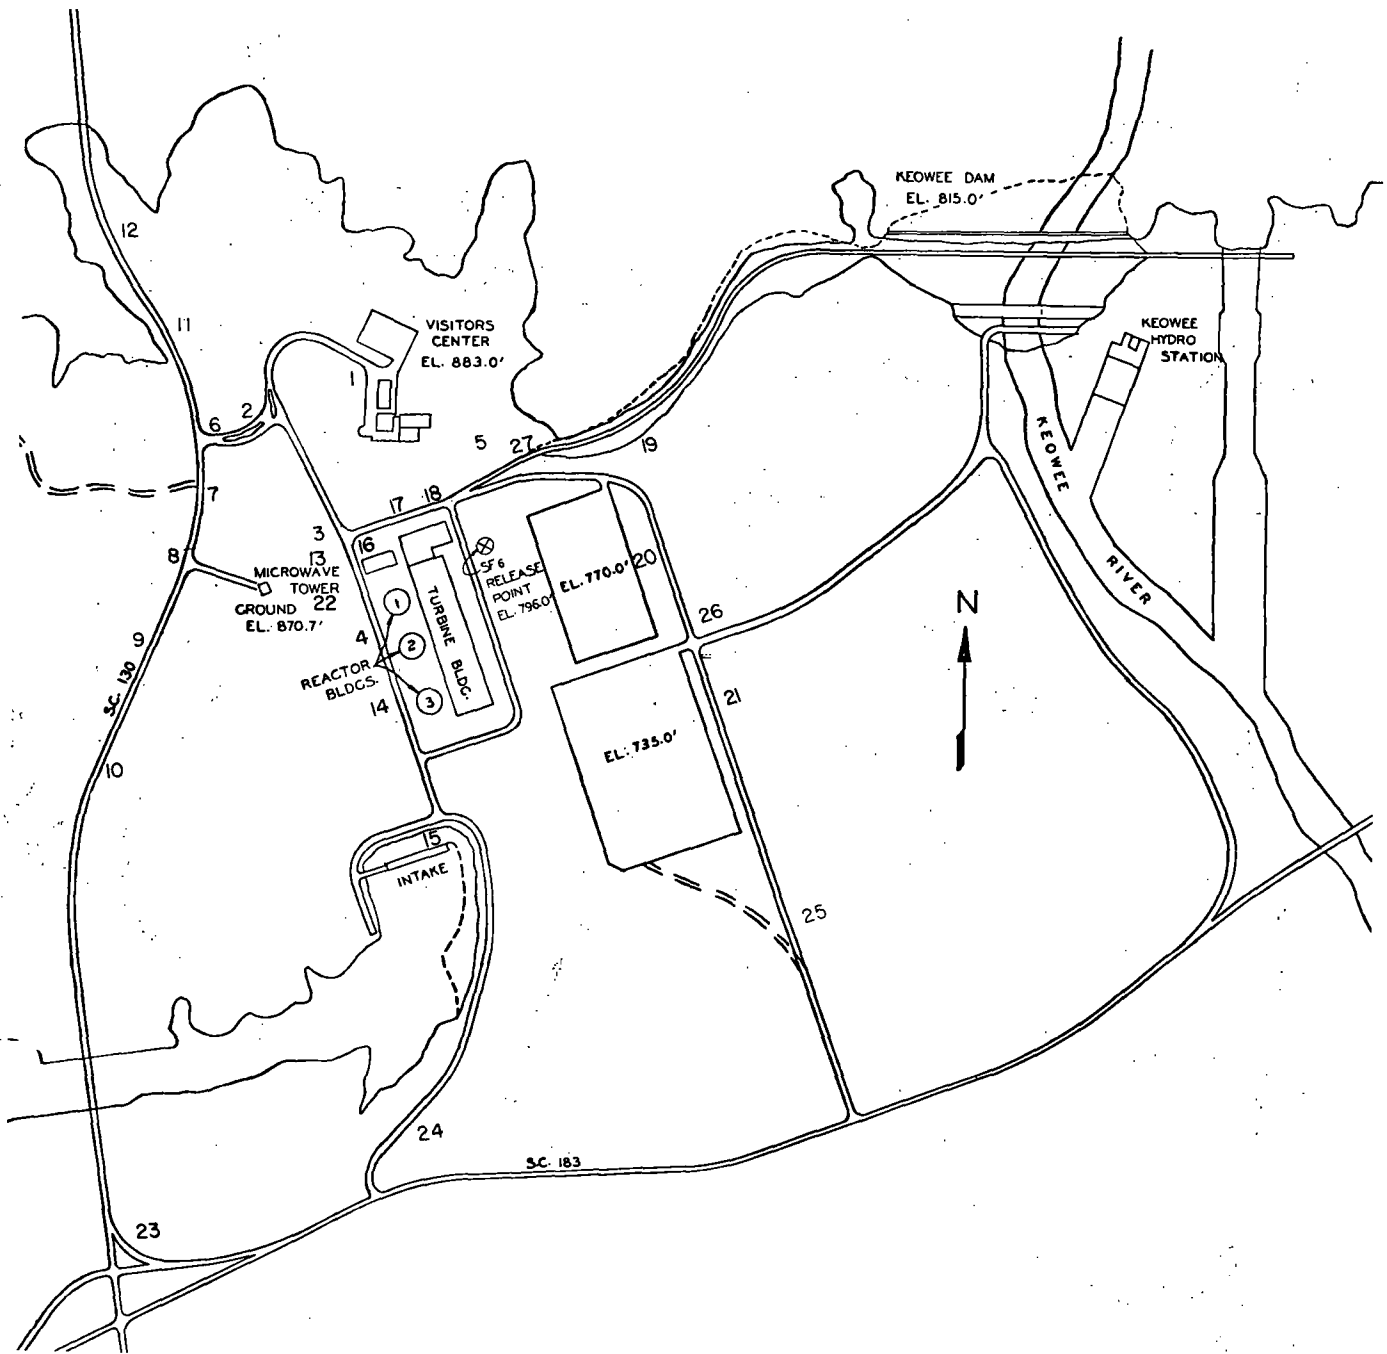 KEOWEE DAM
EL. 815.0'
12
11
VISITORS
CENTER
EL. 883.0'
KEOWEE
HYDRO
STATION
1
2
6
5
27
19
KEOWEE
RIVER
7
17
18
3
16
8
13
MICROWAVE
TOWER
22
GROUND
EL. 870.7'
SF6
RELEASE
POINT
EL. 796.0'
EL. 770.0'
20
1
2
3
TURBINE BLDG.
4
REACTOR
BLDGS.
14
26
N
9
S.C. 130
21
EL. 735.0'
10
15
INTAKE
25
24
S.C. 183
23